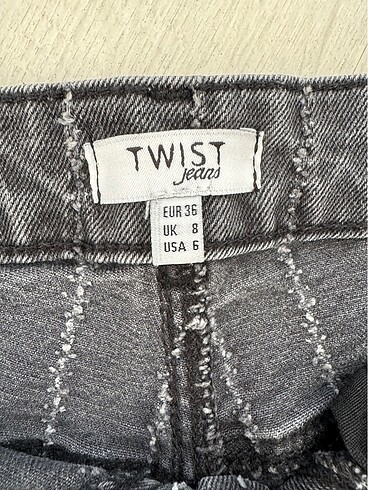 TWIST
jeans
EUR 36
UK 8
USA 6